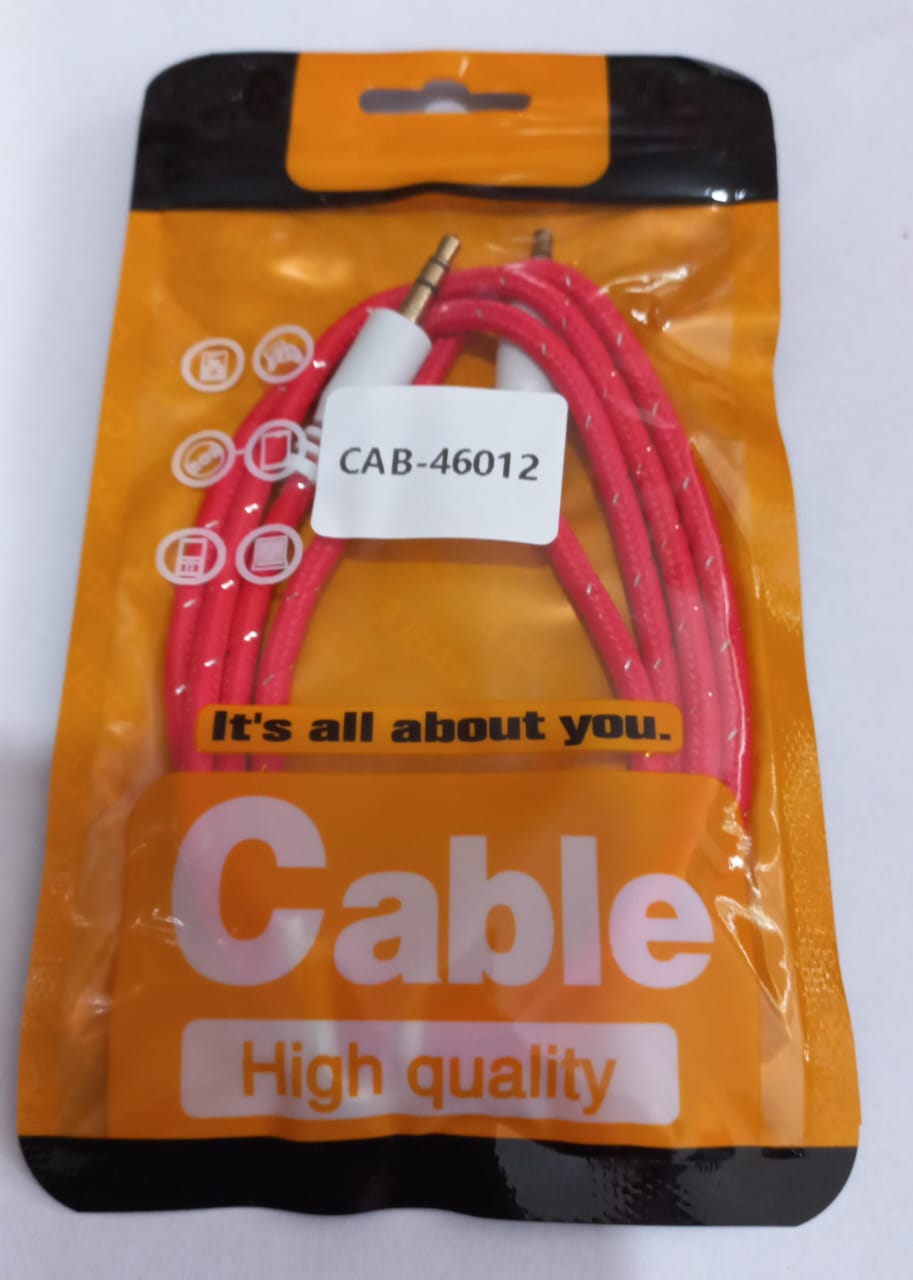 CAB-46012
It's all about you.
Cable
High quality